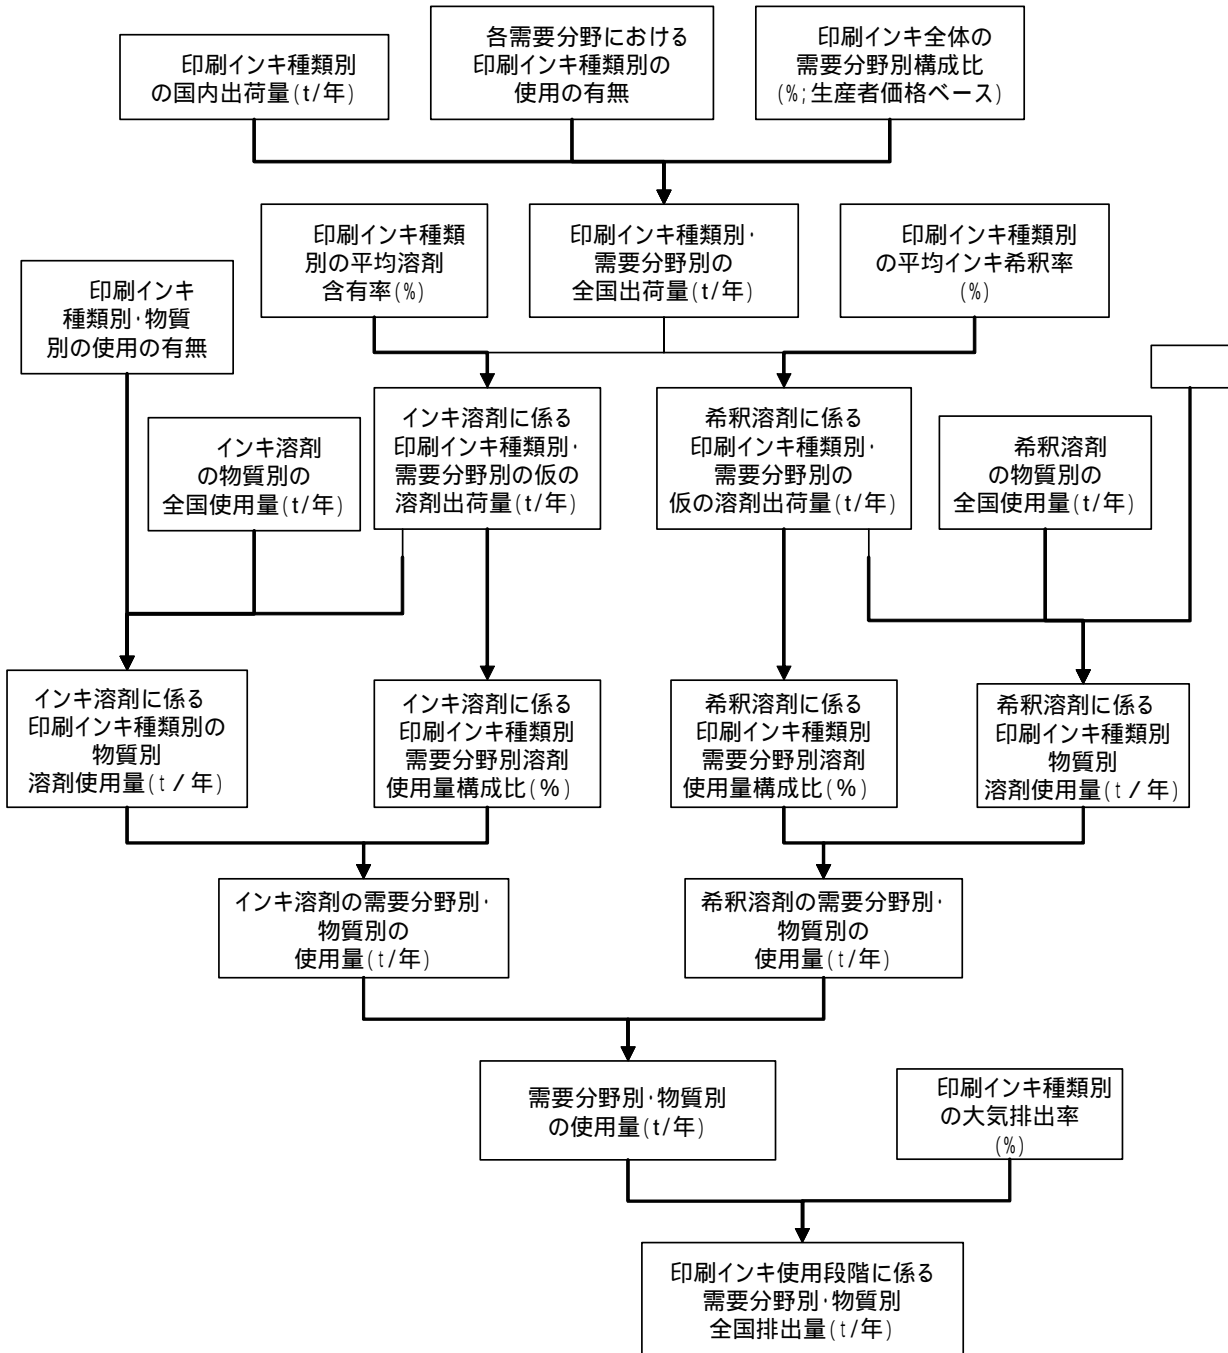 印刷インキ種類別
の国内出荷量(t/年)
各需要分野における
印刷インキ種類別の
使用の有無
印刷インキ全体の
需要分野別構成比
(%;生産者価格ベース)
印刷インキ種類
別の平均溶剤
含有率(%)
印刷インキ種類別・
需要分野別の
全国出荷量(t/年)
印刷インキ種類別
の平均インキ希釈率
(%)
印刷インキ
種類別・物質
別の使用の有無
インキ溶剤
の物質別の
全国使用量(t/年)
インキ溶剤に係る
印刷インキ種類別・
需要分野別の仮の
溶剤出荷量(t/年)
希釈溶剤に係る
印刷インキ種類別・
需要分野別の
仮の溶剤出荷量(t/年)
希釈溶剤
の物質別の
全国使用量(t/年)
インキ溶剤に係る
印刷インキ種類別の
物質別
溶剤使用量(t/年)
インキ溶剤に係る
印刷インキ種類別
需要分野別溶剤
使用量構成比(%)
希釈溶剤に係る
印刷インキ種類別
需要分野別溶剤
使用量構成比(%)
希釈溶剤に係る
印刷インキ種類別
物質別
溶剤使用量(t/年)
インキ溶剤の需要分野別・
物質別の
使用量(t/年)
希釈溶剤の需要分野別・
物質別の
使用量(t/年)
需要分野別・物質別
の使用量(t/年)
印刷インキ種類別
の大気排出率
(%)
印刷インキ使用段階に係る
需要分野別・物質別
全国排出量(t/年)